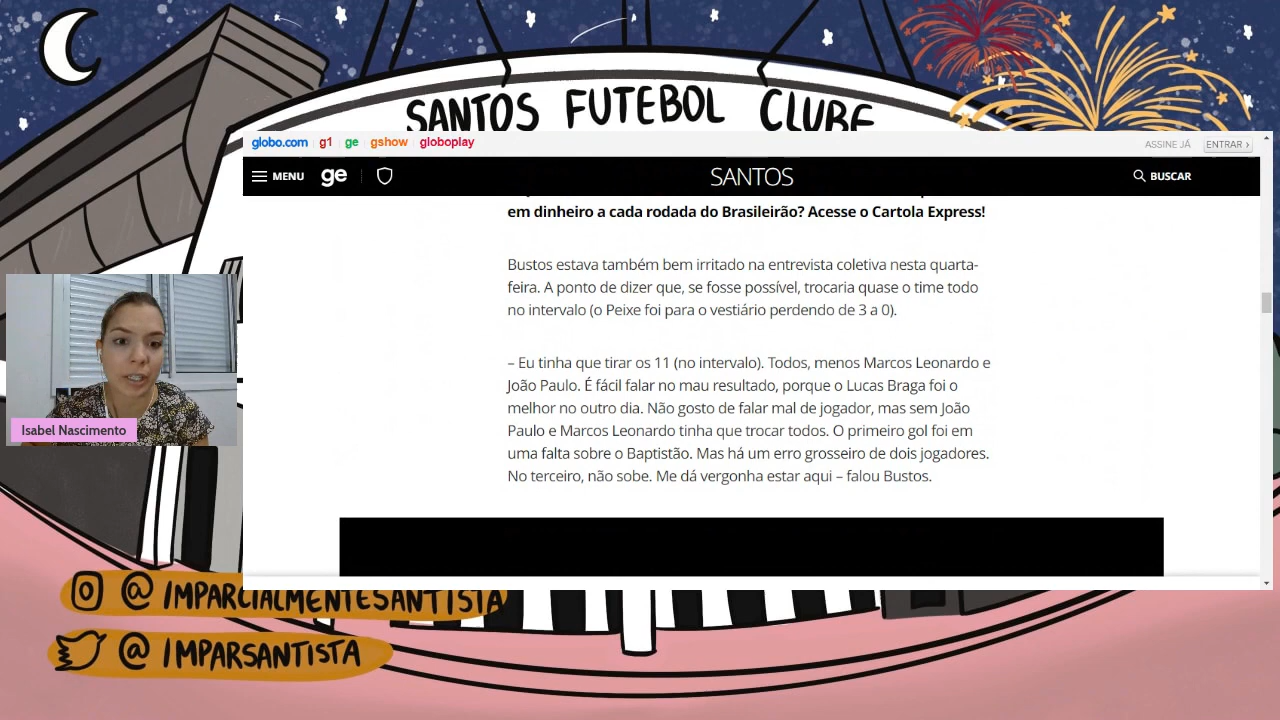 SANTOS FUTEBOL CLUBE
globo.com g1 ge gshow globoplay
ASSINE JÁ ENTRAR ›
MENU ge SANTOS BUSCAR
em dinheiro a cada rodada do Brasileirão? Acesse o Cartola Express!
Bustos estava também bem irritado na entrevista coletiva nesta quarta-
feira. A ponto de dizer que, se fosse possível, trocaria quase o time todo
no intervalo (o Peixe foi para o vestiário perdendo de 3 a 0).
– Eu tinha que tirar os 11 (no intervalo). Todos, menos Marcos Leonardo e
João Paulo. É fácil falar no mau resultado, porque o Lucas Braga foi o
melhor no outro dia. Não gosto de falar mal de jogador, mas sem João
Paulo e Marcos Leonardo tinha que trocar todos. O primeiro gol foi em
uma falta sobre o Baptistão. Mas há um erro grosseiro de dois jogadores.
No terceiro, não sobe. Me dá vergonha estar aqui – falou Bustos.
Isabel Nascimento
@ IMPARCIALMENTESANTISTA
@ IMPARSANTISTA